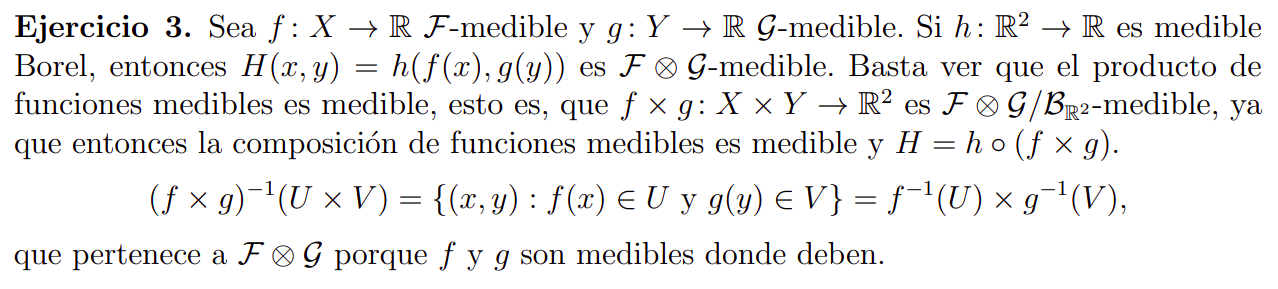 Ejercicio 3. Sea f : X → ℝ ℱ-medible y g : Y → ℝ 𝒢-medible. Si h : ℝ² → ℝ es medible
Borel, entonces H(x, y) = h(f(x), g(y)) es ℱ ⊗ 𝒢-medible. Basta ver que el producto de
funciones medibles es medible, esto es, que f × g : X × Y → ℝ² es ℱ ⊗ 𝒢/ℬ_{ℝ²}-medible, ya
que entonces la composición de funciones medibles es medible y H = h ∘ (f × g).
(f × g)⁻¹(U × V) = {(x, y) : f(x) ∈ U y g(y) ∈ V} = f⁻¹(U) × g⁻¹(V),
que pertenece a ℱ ⊗ 𝒢 porque f y g son medibles donde deben.